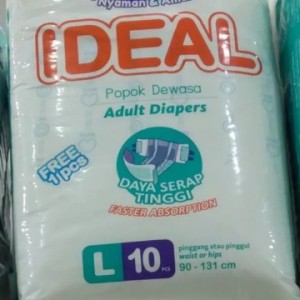 Nyaman & Aman
IDEAL
Popok Dewasa
Adult Diapers
FREE
1 pcs
DAYA SERAP
TINGGI
FASTER ABSORPTION
L 10 PCS
pinggang atau pinggul
waist or hips
90 - 131 cm